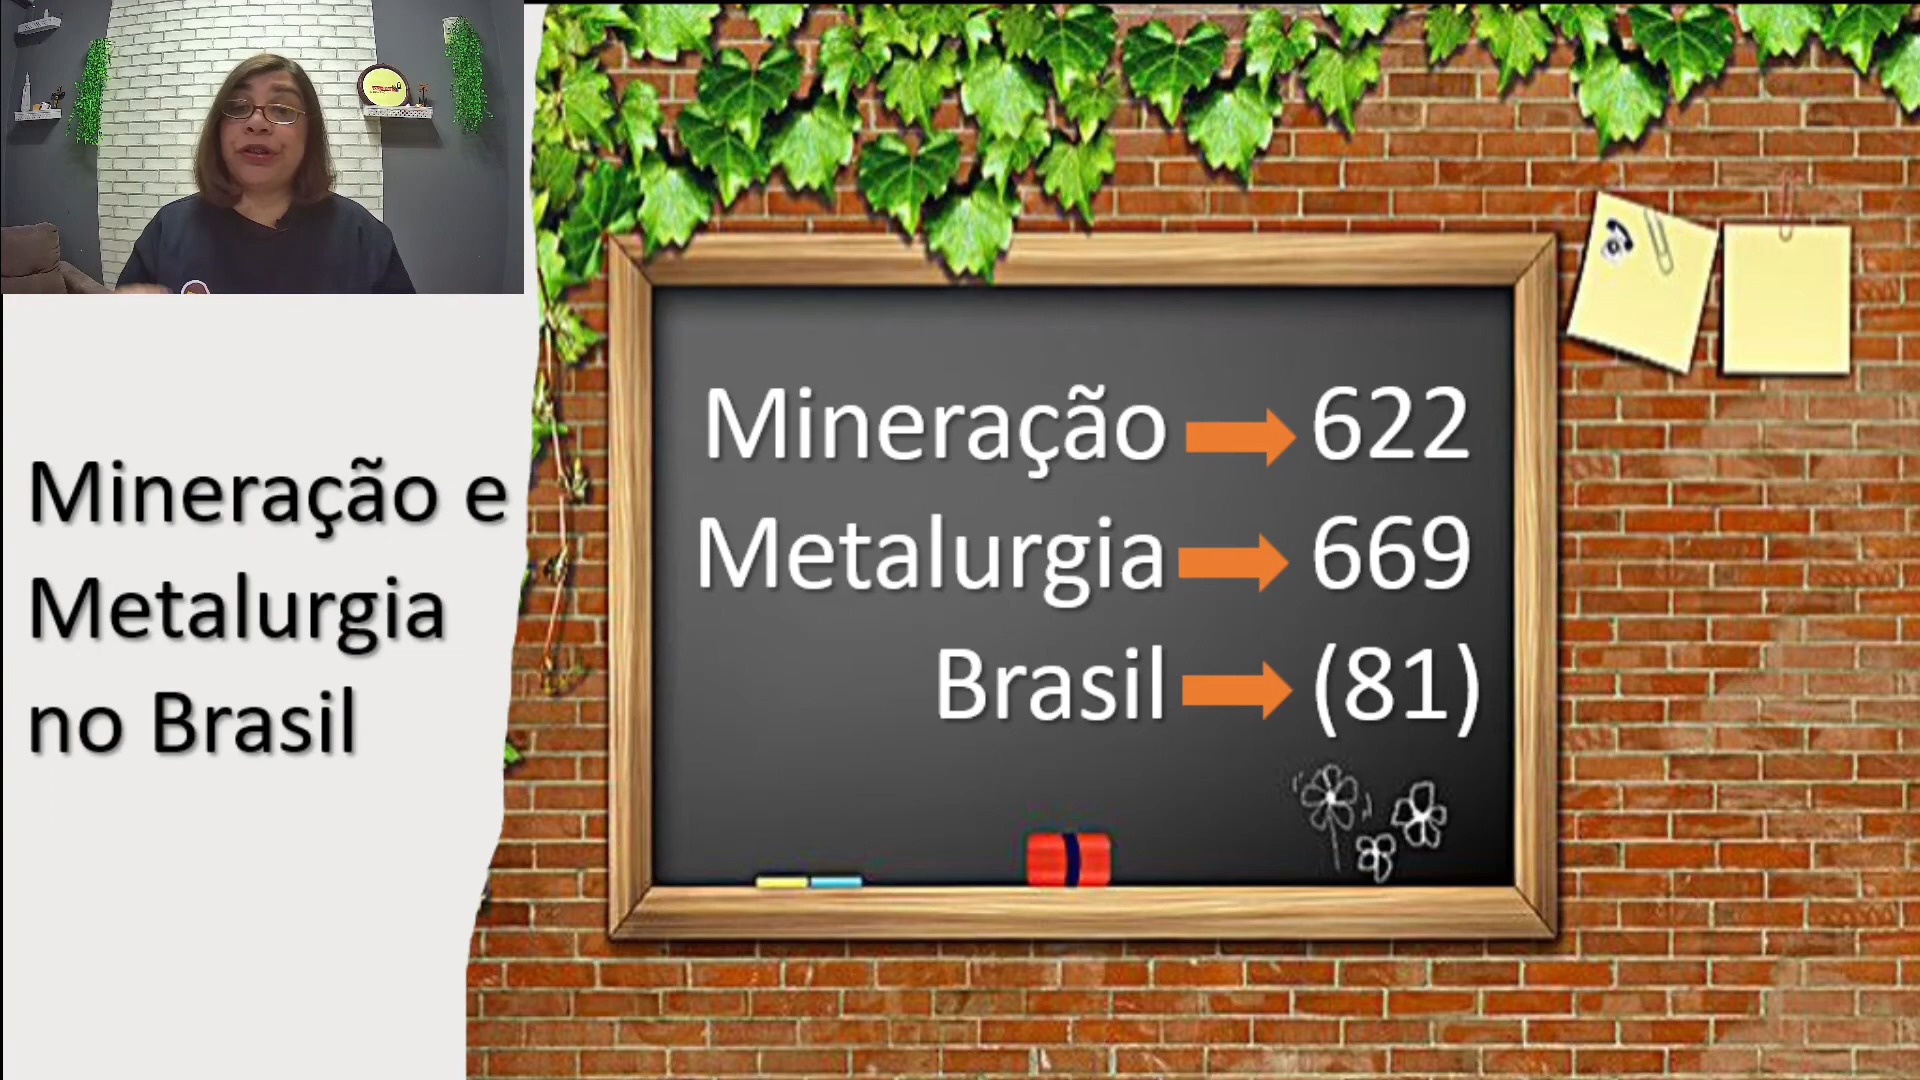 Mineração e
Metalurgia
no Brasil
Mineração 622
Metalurgia 669
Brasil (81)